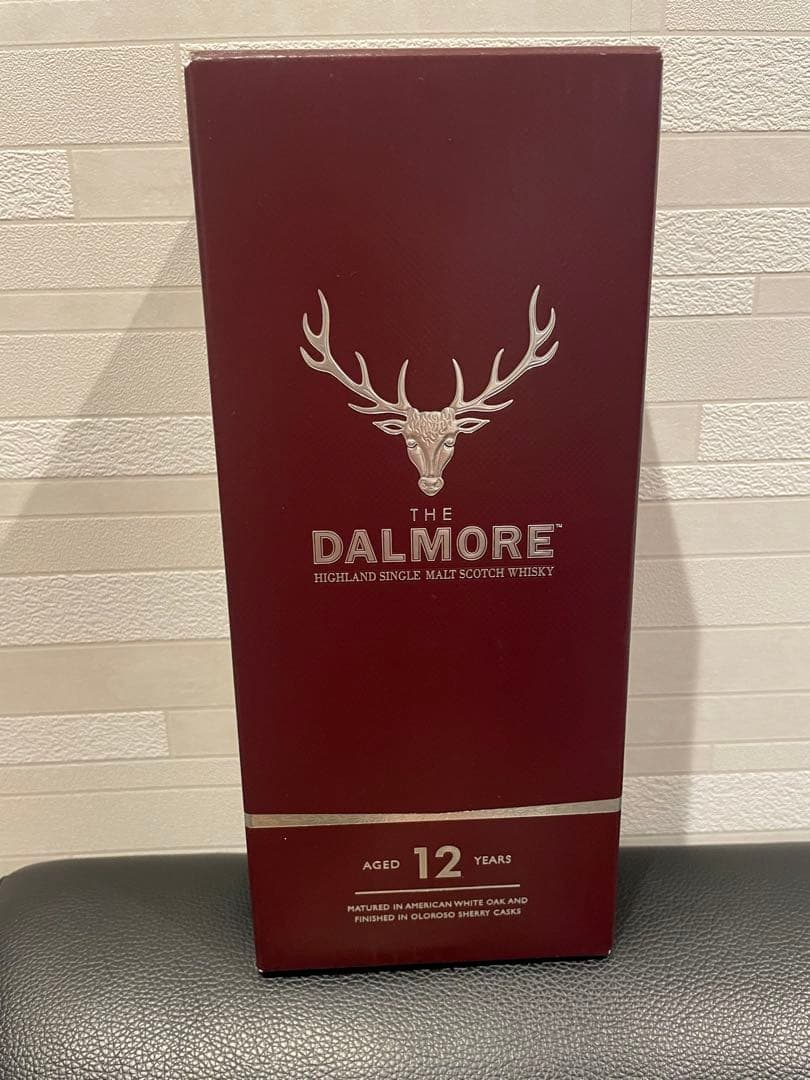 THE
DALMORE™
HIGHLAND SINGLE MALT SCOTCH WHISKY
AGED 12 YEARS
MATURED IN AMERICAN WHITE OAK AND
FINISHED IN OLOROSO SHERRY CASKS